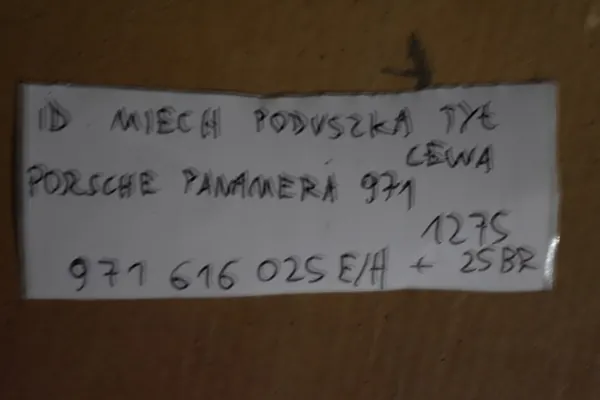 ID MIECH PODUSZKA TYŁ
LEWA
PORSCHE PANAMERA 971
1275
971 616 025 E/H + 25BR